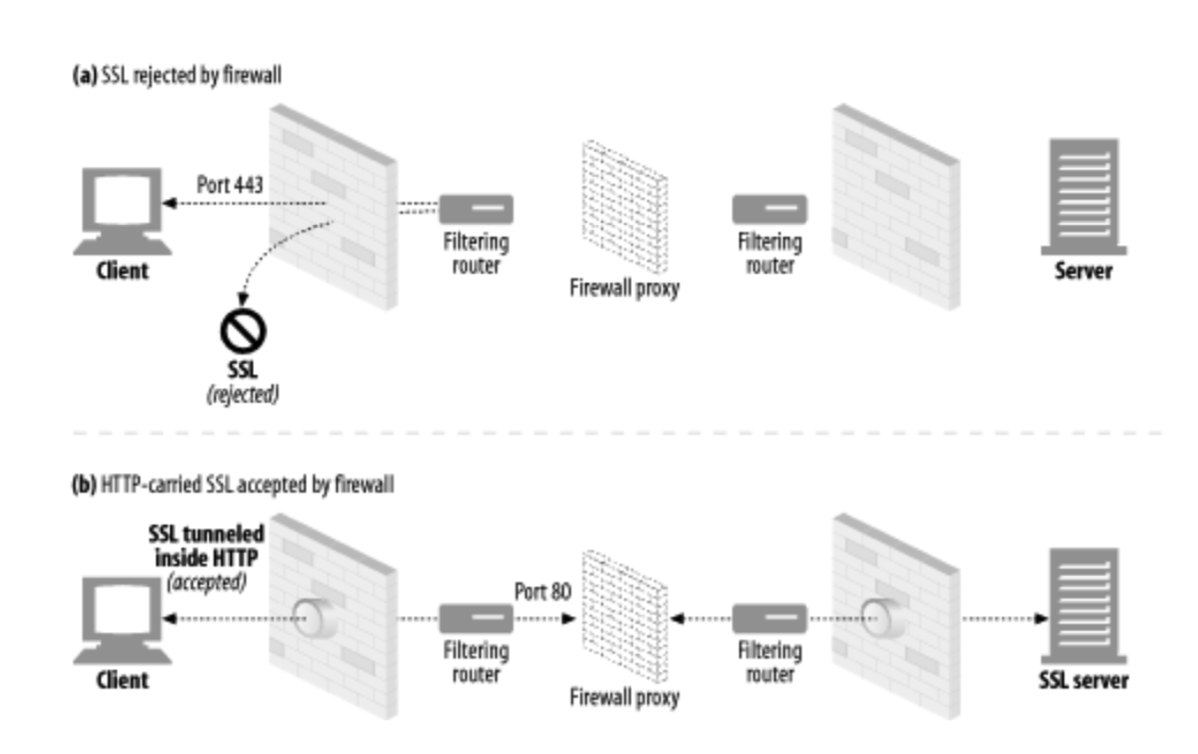 (a) SSL rejected by firewall
Port 443
Client
Filtering
router
Firewall proxy
Filtering
router
Server
SSL
(rejected)
(b) HTTP-carried SSL accepted by firewall
SSL tunneled
inside HTTP
(accepted)
Client
Filtering
router
Port 80
Firewall proxy
Filtering
router
SSL server